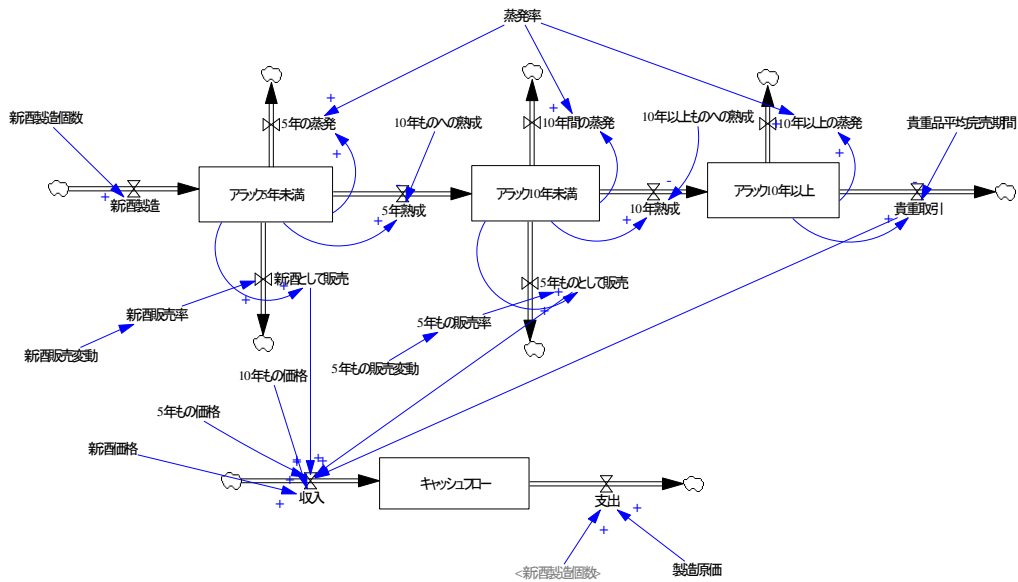 蒸発率
新酒製造個数
5年の蒸発
10年ものへの熟成
10年間の蒸発
10年以上ものへの熟成
10年以上の蒸発
貴重品平均完売期間
アラック5年未満
アラック10年未満
アラック10年以上
新酒製造
5年熟成
10年熟成
貴重取引
新酒として販売
5年ものとして販売
新酒販売率
5年もの販売率
新酒販売変動
5年もの販売変動
10年もの価格
5年もの価格
新酒価格
キャッシュフロー
収入
支出
<新酒製造個数>
製造原価